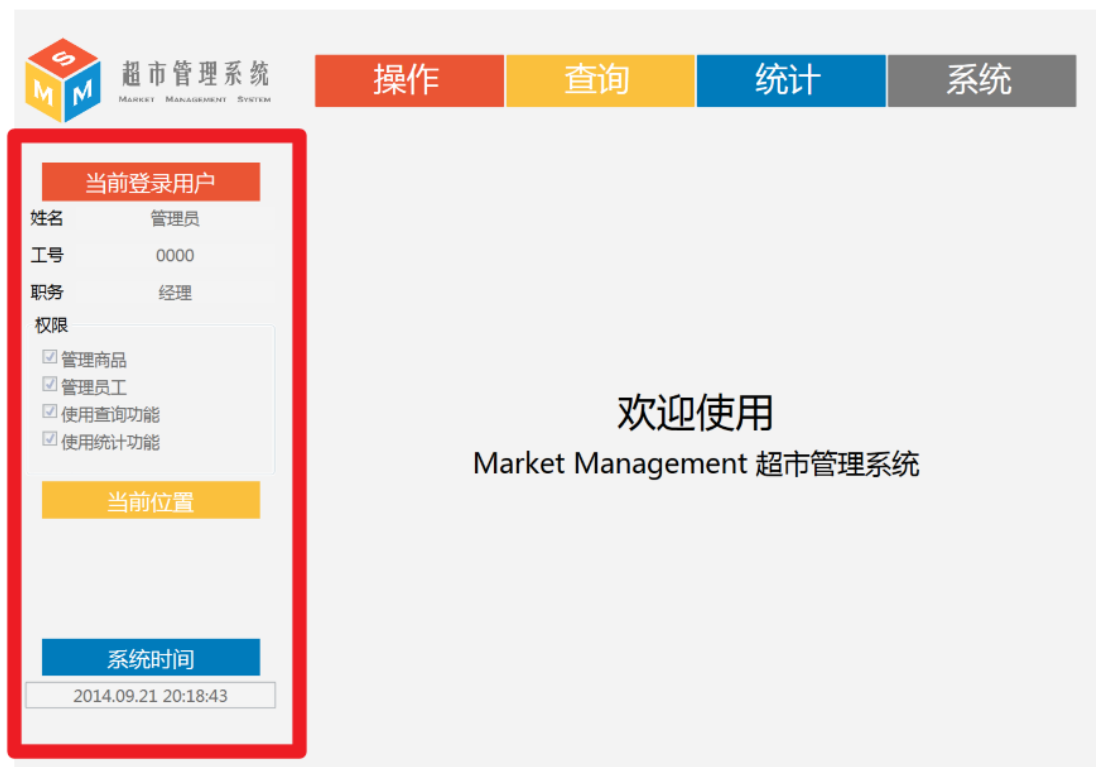 S
M M
超市管理系统
MARKET MANAGEMENT SYSTEM
操作 查询 统计 系统
当前登录用户
姓名 管理员
工号 0000
职务 经理
权限
管理商品
管理员工
使用查询功能
使用统计功能
当前位置
系统时间
2014.09.21 20:18:43
欢迎使用
Market Management 超市管理系统